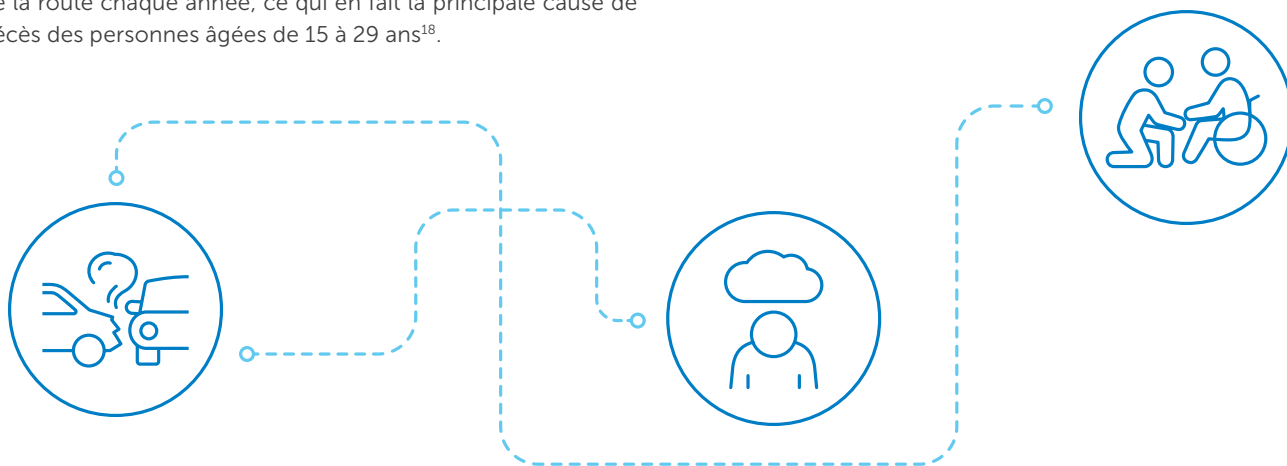 e la route chaque année, ce qui en fait la principale cause de
écès des personnes âgées de 15 à 29 ans¹⁸.